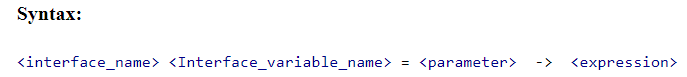 Syntax:
<interface_name> <Interface_variable_name> = <parameter>  ->  <expression>